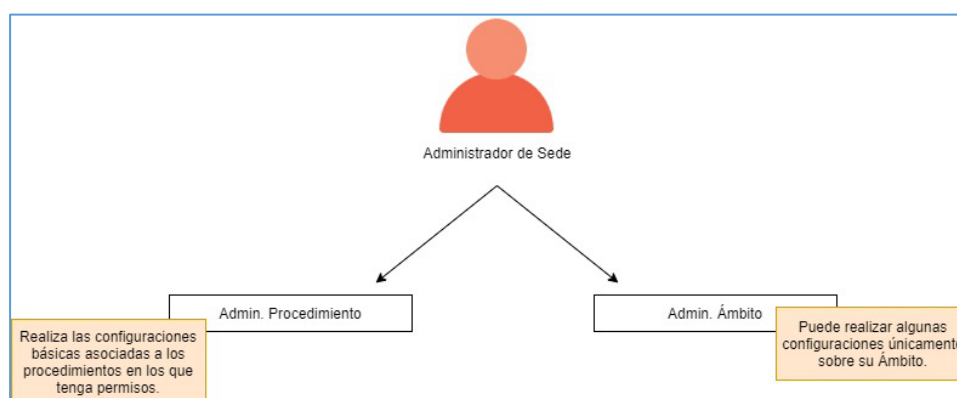 Administrador de Sede
Admin. Procedimiento
Admin. Ámbito
Realiza las configuraciones
básicas asociadas a los
procedimientos en los que
tenga permisos.
Puede realizar algunas
configuraciones únicamente
sobre su Ámbito.